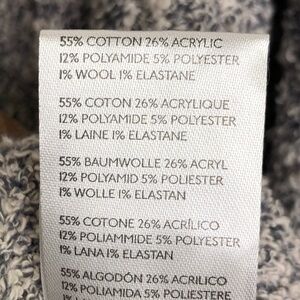 55% COTTON 26% ACRYLIC
12% POLYAMIDE 5% POLYESTER
1% WOOL 1% ELASTANE
55% COTON 26% ACRYLIQUE
12% POLYAMIDE 5% POLYESTER
1% LAINE 1% ELASTANE
55% BAUMWOLLE 26% ACRYL
12% POLYAMID 5% POLIESTER
1% WOLLE 1% ELASTAN
55% COTONE 26% ACRÍLICO
12% POLIAMMIDE 5% POLIESTERE
1% LANA 1% ELASTAN
55% ALGODÓN 26% ACRILICO
12% POLIAMIDA 5% POLIESTERE